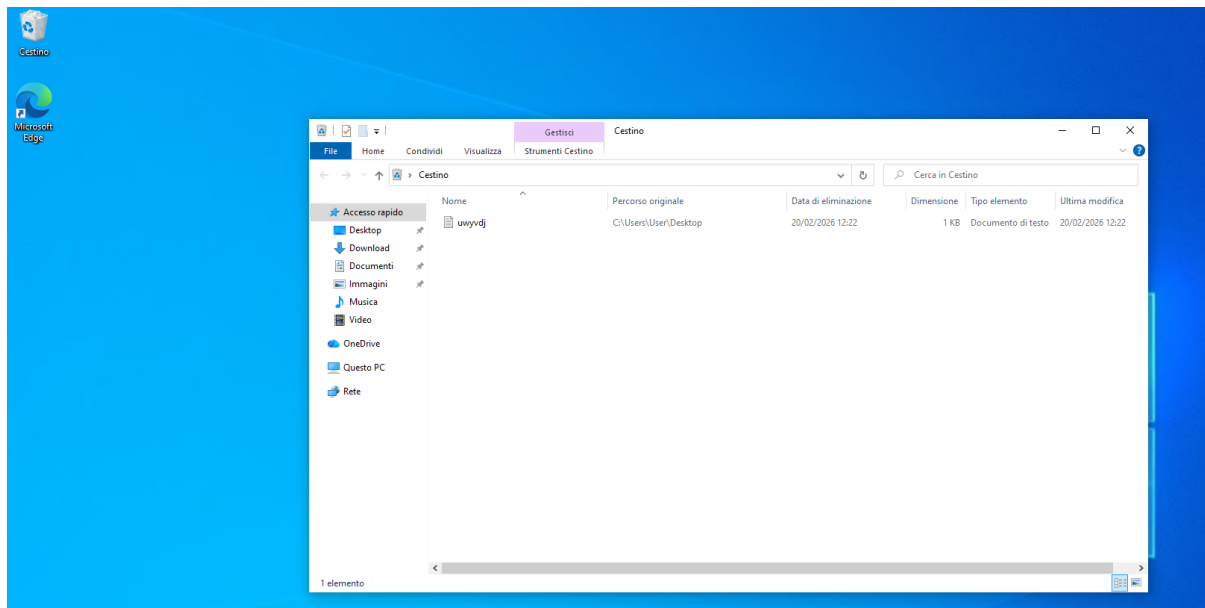 Cestino
Microsoft
Edge
Gestisci
Cestino
File
Home
Condividi
Visualizza
Strumenti Cestino
Cestino
Cerca in Cestino
Nome
Percorso originale
Data di eliminazione
Dimensione
Tipo elemento
Ultima modifica
uwyvdj
C:\Users\User\Desktop
20/02/2026 12:22
1 KB
Documento di testo
20/02/2026 12:22
Accesso rapido
Desktop
Download
Documenti
Immagini
Musica
Video
OneDrive
Questo PC
Rete
1 elemento